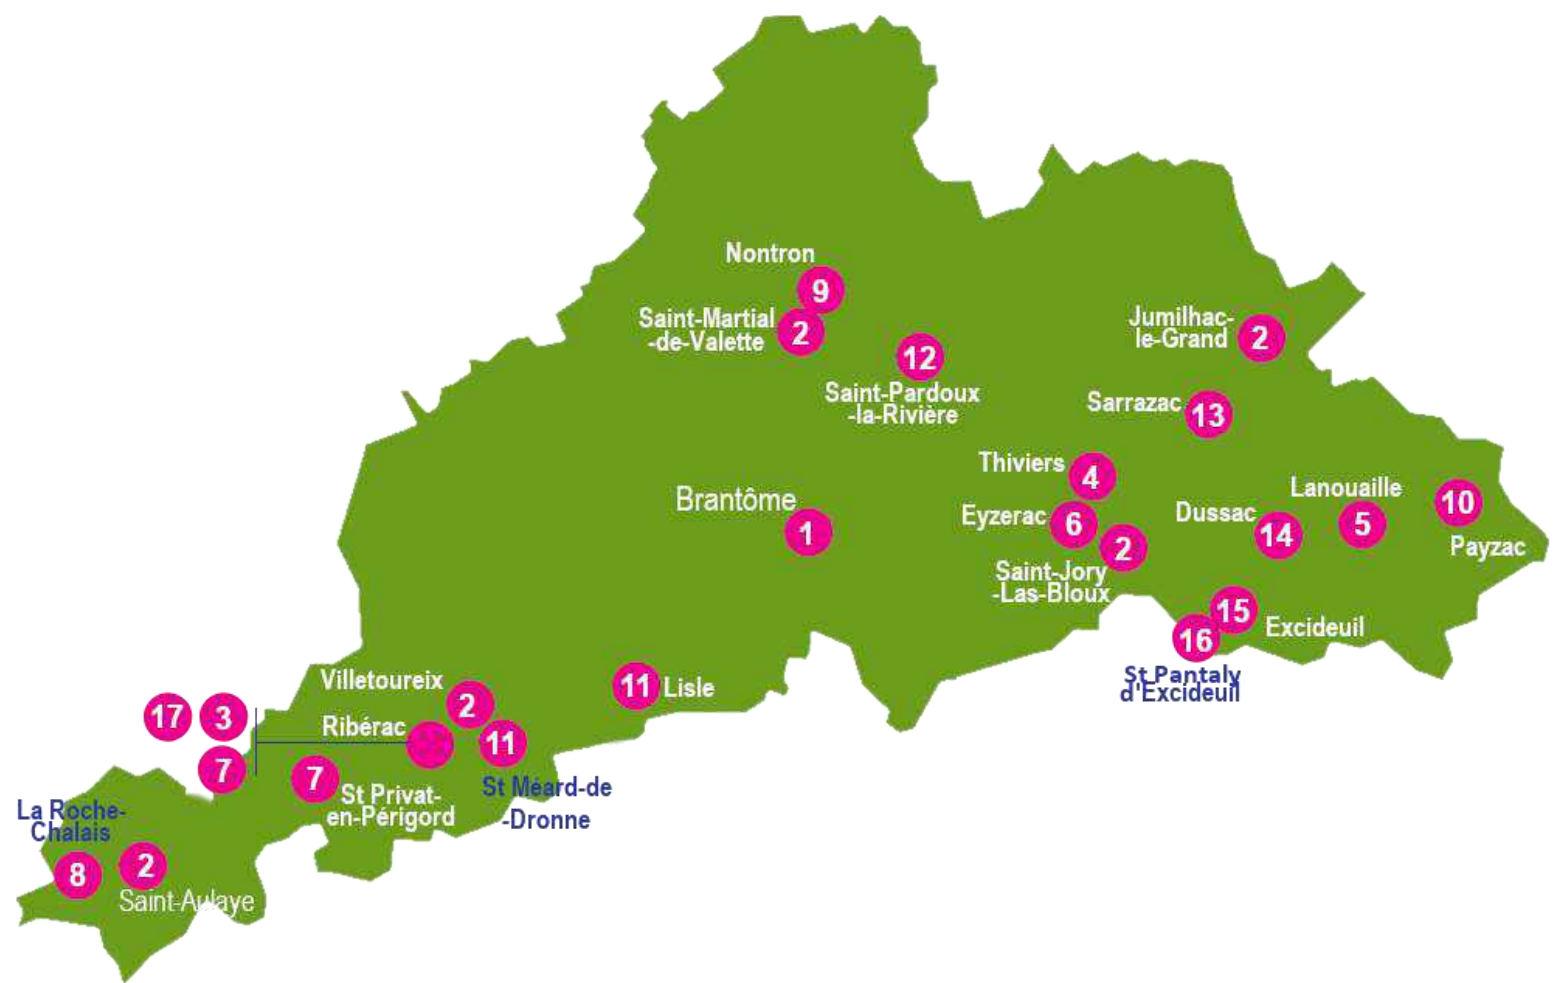 Nontron
9
Saint-Martial
-de-Valette
2
12
Saint-Pardoux
-la-Rivière
Jumilhac-
le-Grand
2
Sarrazac
13
Thiviers
4
Eyzerac
6
2
Saint-Jory
-Las-Bloux
Brantôme
1
Dussac
14
Lanouaille
5
10
Payzac
15
Excideuil
16
St Pantaly
d'Excideuil
11
Lisle
Villetoureix
2
Ribérac
11
St Méard-de
-Dronne
17
3
7
7
St Privat-
en-Périgord
La Roche-
Chalais
8
2
Saint-Aulaye